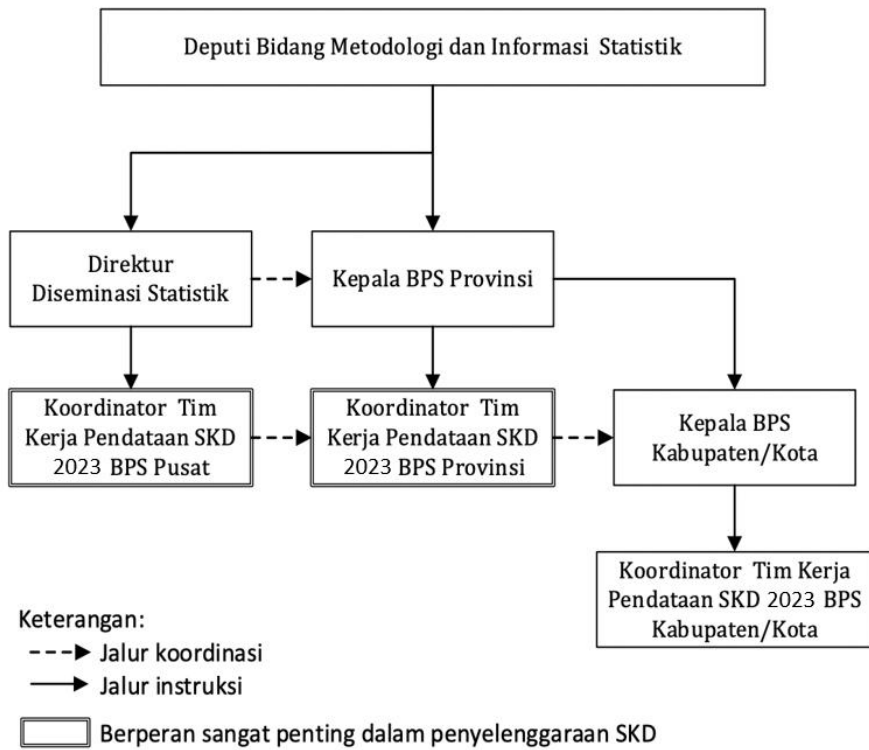 Deputi Bidang Metodologi dan Informasi Statistik
Direktur
Diseminasi Statistik
Kepala BPS Provinsi
Koordinator Tim
Kerja Pendataan SKD
2023 BPS Pusat
Koordinator Tim
Kerja Pendataan SKD
2023 BPS Provinsi
Kepala BPS
Kabupaten/Kota
Koordinator Tim Kerja
Pendataan SKD 2023 BPS
Kabupaten/Kota
Keterangan:
Jalur koordinasi
Jalur instruksi
Berperan sangat penting dalam penyelenggaraan SKD